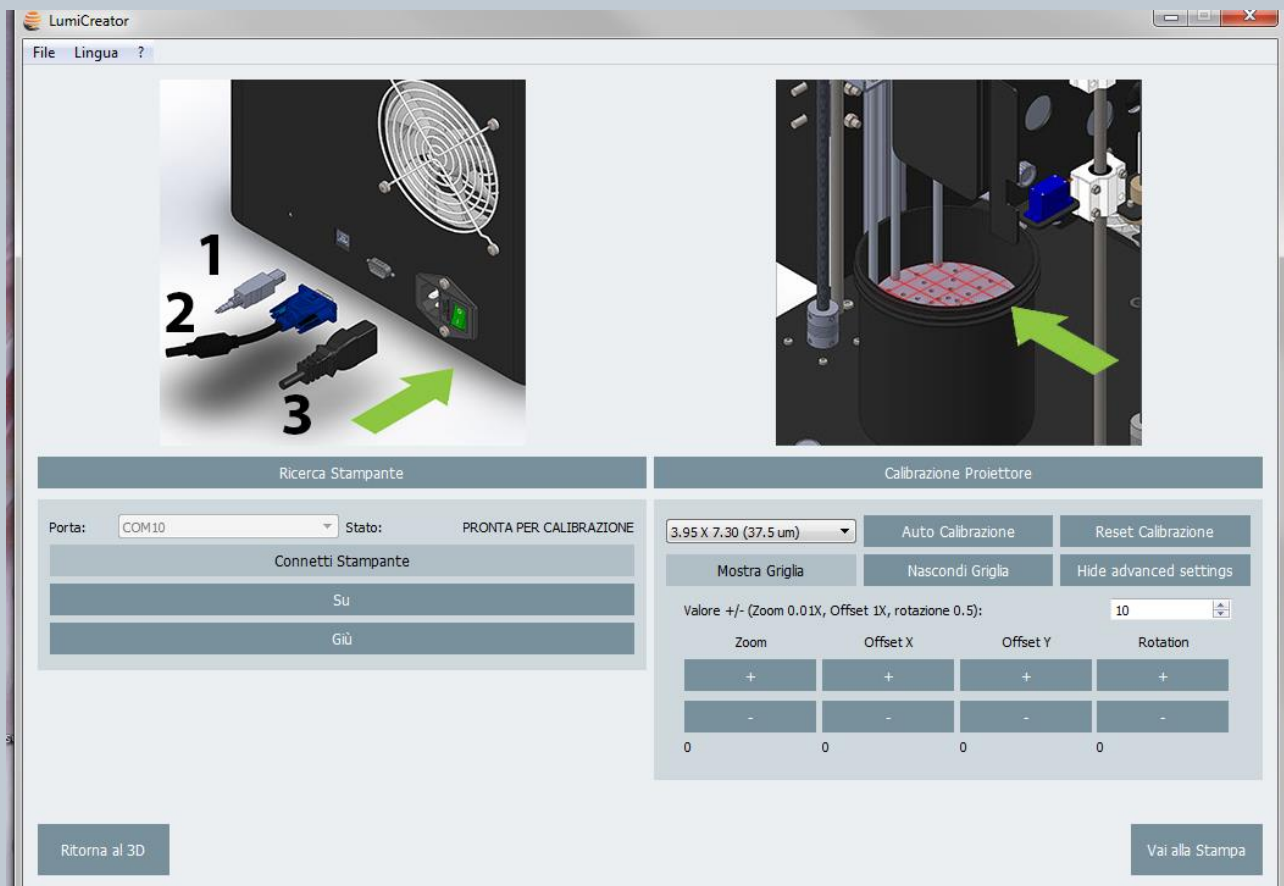 LumiCreator
File Lingua ?
1
2
3
Ricerca Stampante
Porta: COM10 Stato: PRONTA PER CALIBRAZIONE
Connetti Stampante
Su
Giù
Calibrazione Proiettore
3.95 X 7.30 (37.5 um) Auto Calibrazione Reset Calibrazione
Mostra Griglia Nascondi Griglia Hide advanced settings
Valore +/- (Zoom 0.01X, Offset 1X, rotazione 0.5): 10
Zoom Offset X Offset Y Rotation
+ + + +
- - - -
0 0 0 0
Ritorna al 3D
Vai alla Stampa